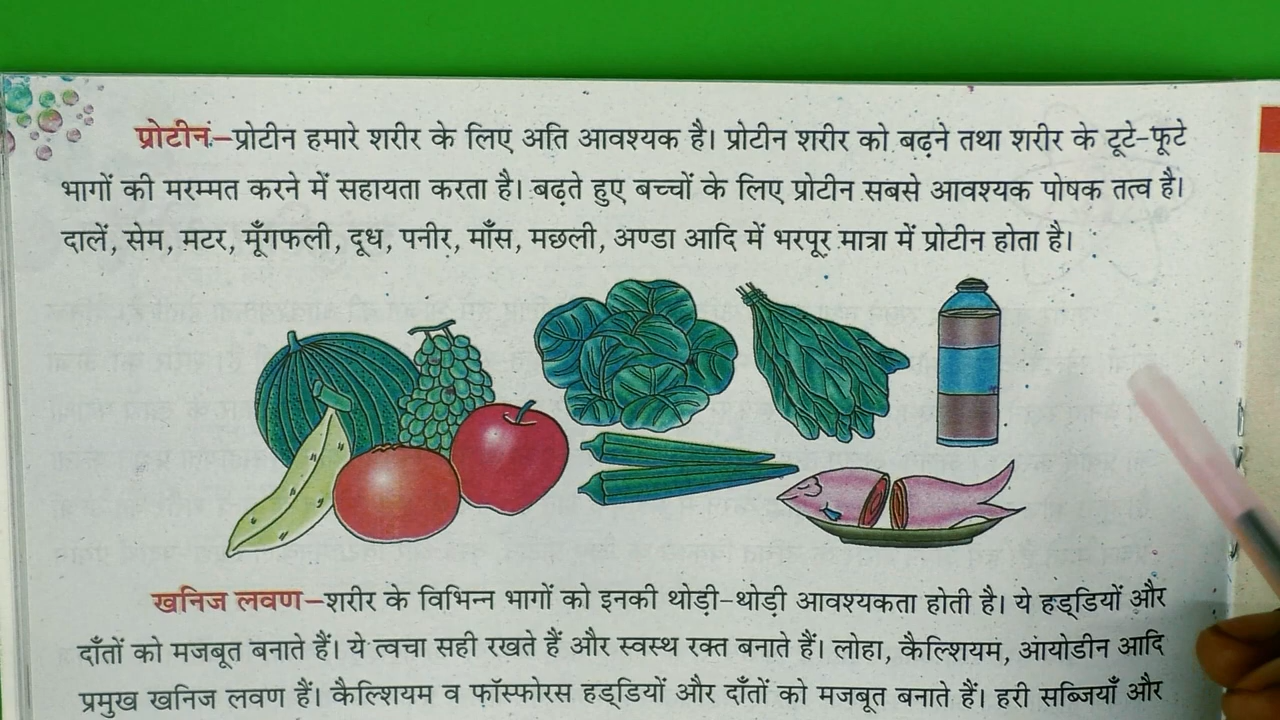 प्रोटीन–प्रोटीन हमारे शरीर के लिए अति आवश्यक है। प्रोटीन शरीर को बढ़ने तथा शरीर के टूटे-फूटे
भागों की मरम्मत करने में सहायता करता है। बढ़ते हुए बच्चों के लिए प्रोटीन सबसे आवश्यक पोषक तत्व है।
दालें, सेम, मटर, मूँगफली, दूध, पनीर, माँस, मछली, अण्डा आदि में भरपूर मात्रा में प्रोटीन होता है।
खनिज लवण–शरीर के विभिन्न भागों को इनकी थोड़ी-थोड़ी आवश्यकता होती है। ये हड्डियों और
दाँतों को मजबूत बनाते हैं। ये त्वचा सही रखते हैं और स्वस्थ रक्त बनाते हैं। लोहा, कैल्शियम, आयोडीन आदि
प्रमुख खनिज लवण हैं। कैल्शियम व फॉस्फोरस हड्डियों और दाँतों को मजबूत बनाते हैं। हरी सब्जियाँ और